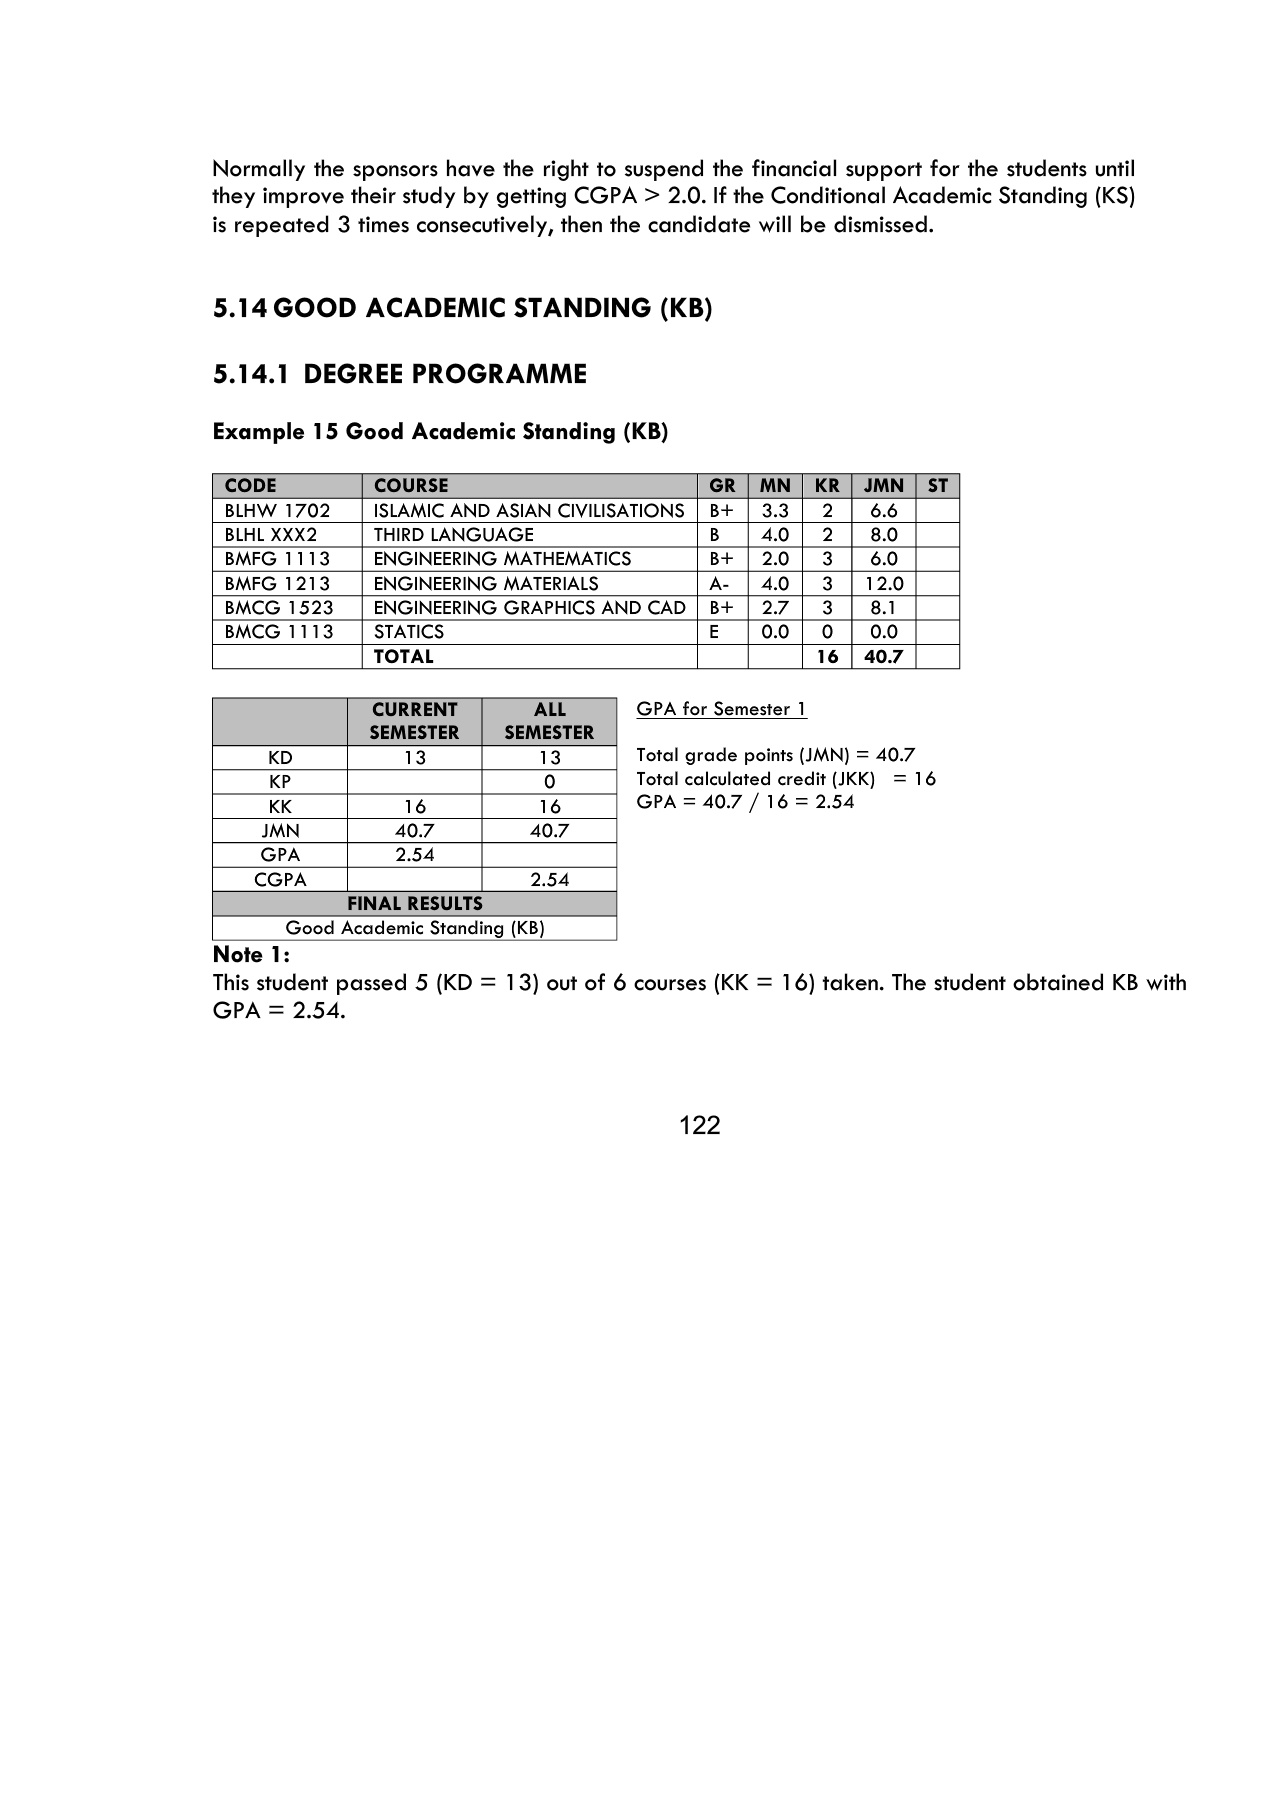 Normally the sponsors have the right to suspend the financial support for the students until
they improve their study by getting CGPA > 2.0. If the Conditional Academic Standing (KS)
is repeated 3 times consecutively, then the candidate will be dismissed.
5.14 GOOD ACADEMIC STANDING (KB)
5.14.1 DEGREE PROGRAMME
Example 15 Good Academic Standing (KB)
CODE COURSE GR MN KR JMN ST
BLHW 1702 ISLAMIC AND ASIAN CIVILISATIONS B+ 3.3 2 6.6
BLHL XXX2 THIRD LANGUAGE B 4.0 2 8.0
BMFG 1113 ENGINEERING MATHEMATICS B+ 2.0 3 6.0
BMFG 1213 ENGINEERING MATERIALS A- 4.0 3 12.0
BMCG 1523 ENGINEERING GRAPHICS AND CAD B+ 2.7 3 8.1
BMCG 1113 STATICS E 0.0 0 0.0
TOTAL 16 40.7
CURRENT SEMESTER ALL SEMESTER
KD 13 13
KP 0
KK 16 16
JMN 40.7 40.7
GPA 2.54
CGPA 2.54
FINAL RESULTS
Good Academic Standing (KB)
GPA for Semester 1
Total grade points (JMN) = 40.7
Total calculated credit (JKK) = 16
GPA = 40.7 / 16 = 2.54
Note 1:
This student passed 5 (KD = 13) out of 6 courses (KK = 16) taken. The student obtained KB with
GPA = 2.54.
122